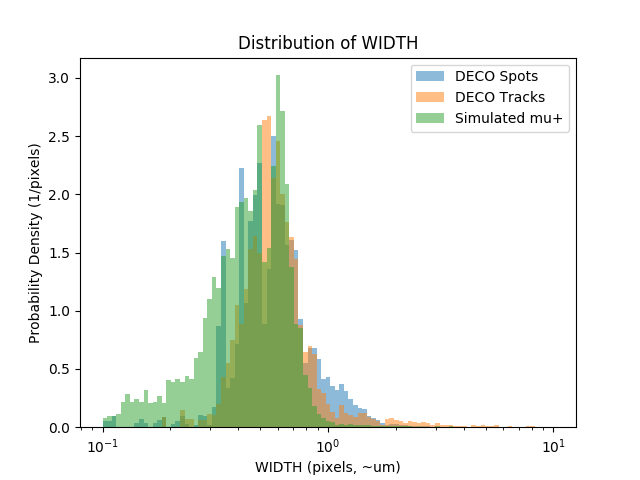 Distribution of WIDTH
DECO Spots
DECO Tracks
Simulated mu+
Probability Density (1/pixels)
3.0
2.5
2.0
1.5
1.0
0.5
0.0
10⁻¹ 10⁰ 10¹
WIDTH (pixels, ~um)